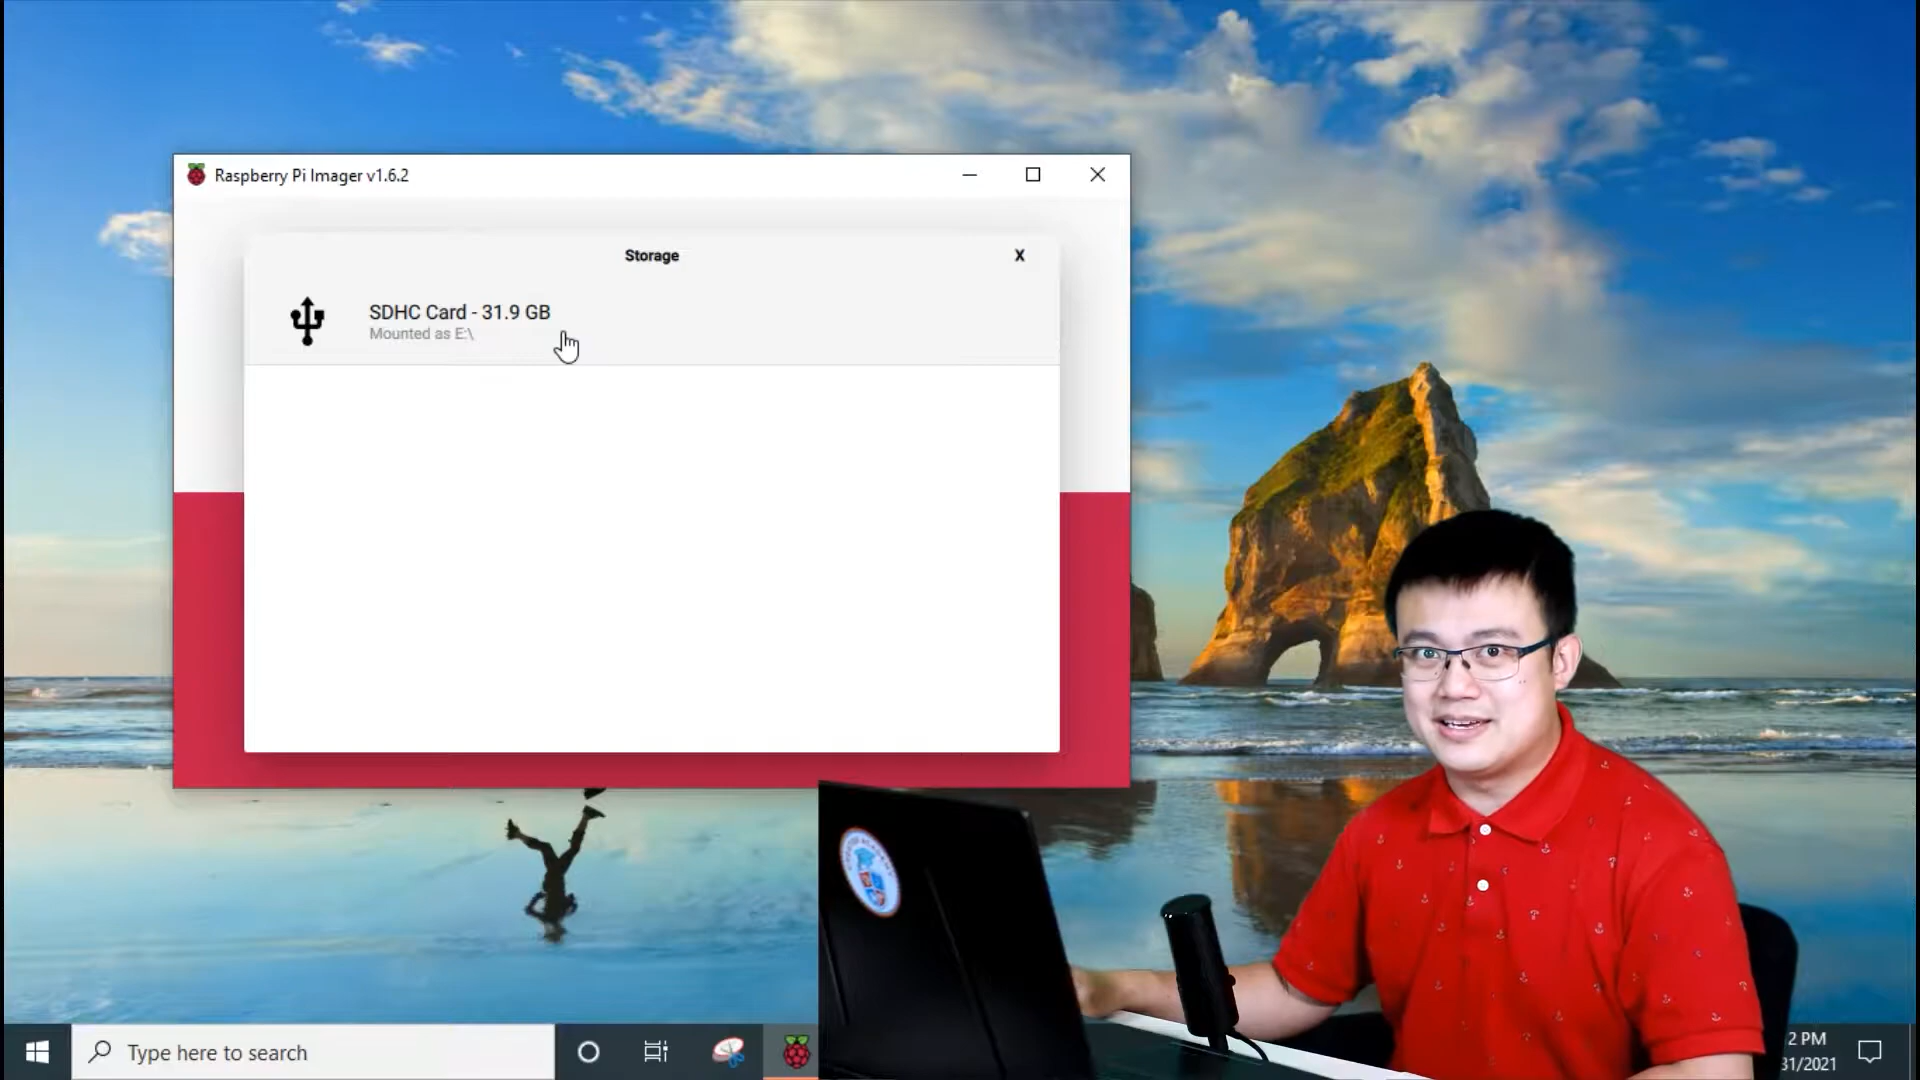 Raspberry Pi Imager v1.6.2
Storage
X
SDHC Card - 31.9 GB
Mounted as E:\
Type here to search
2 PM
31/2021